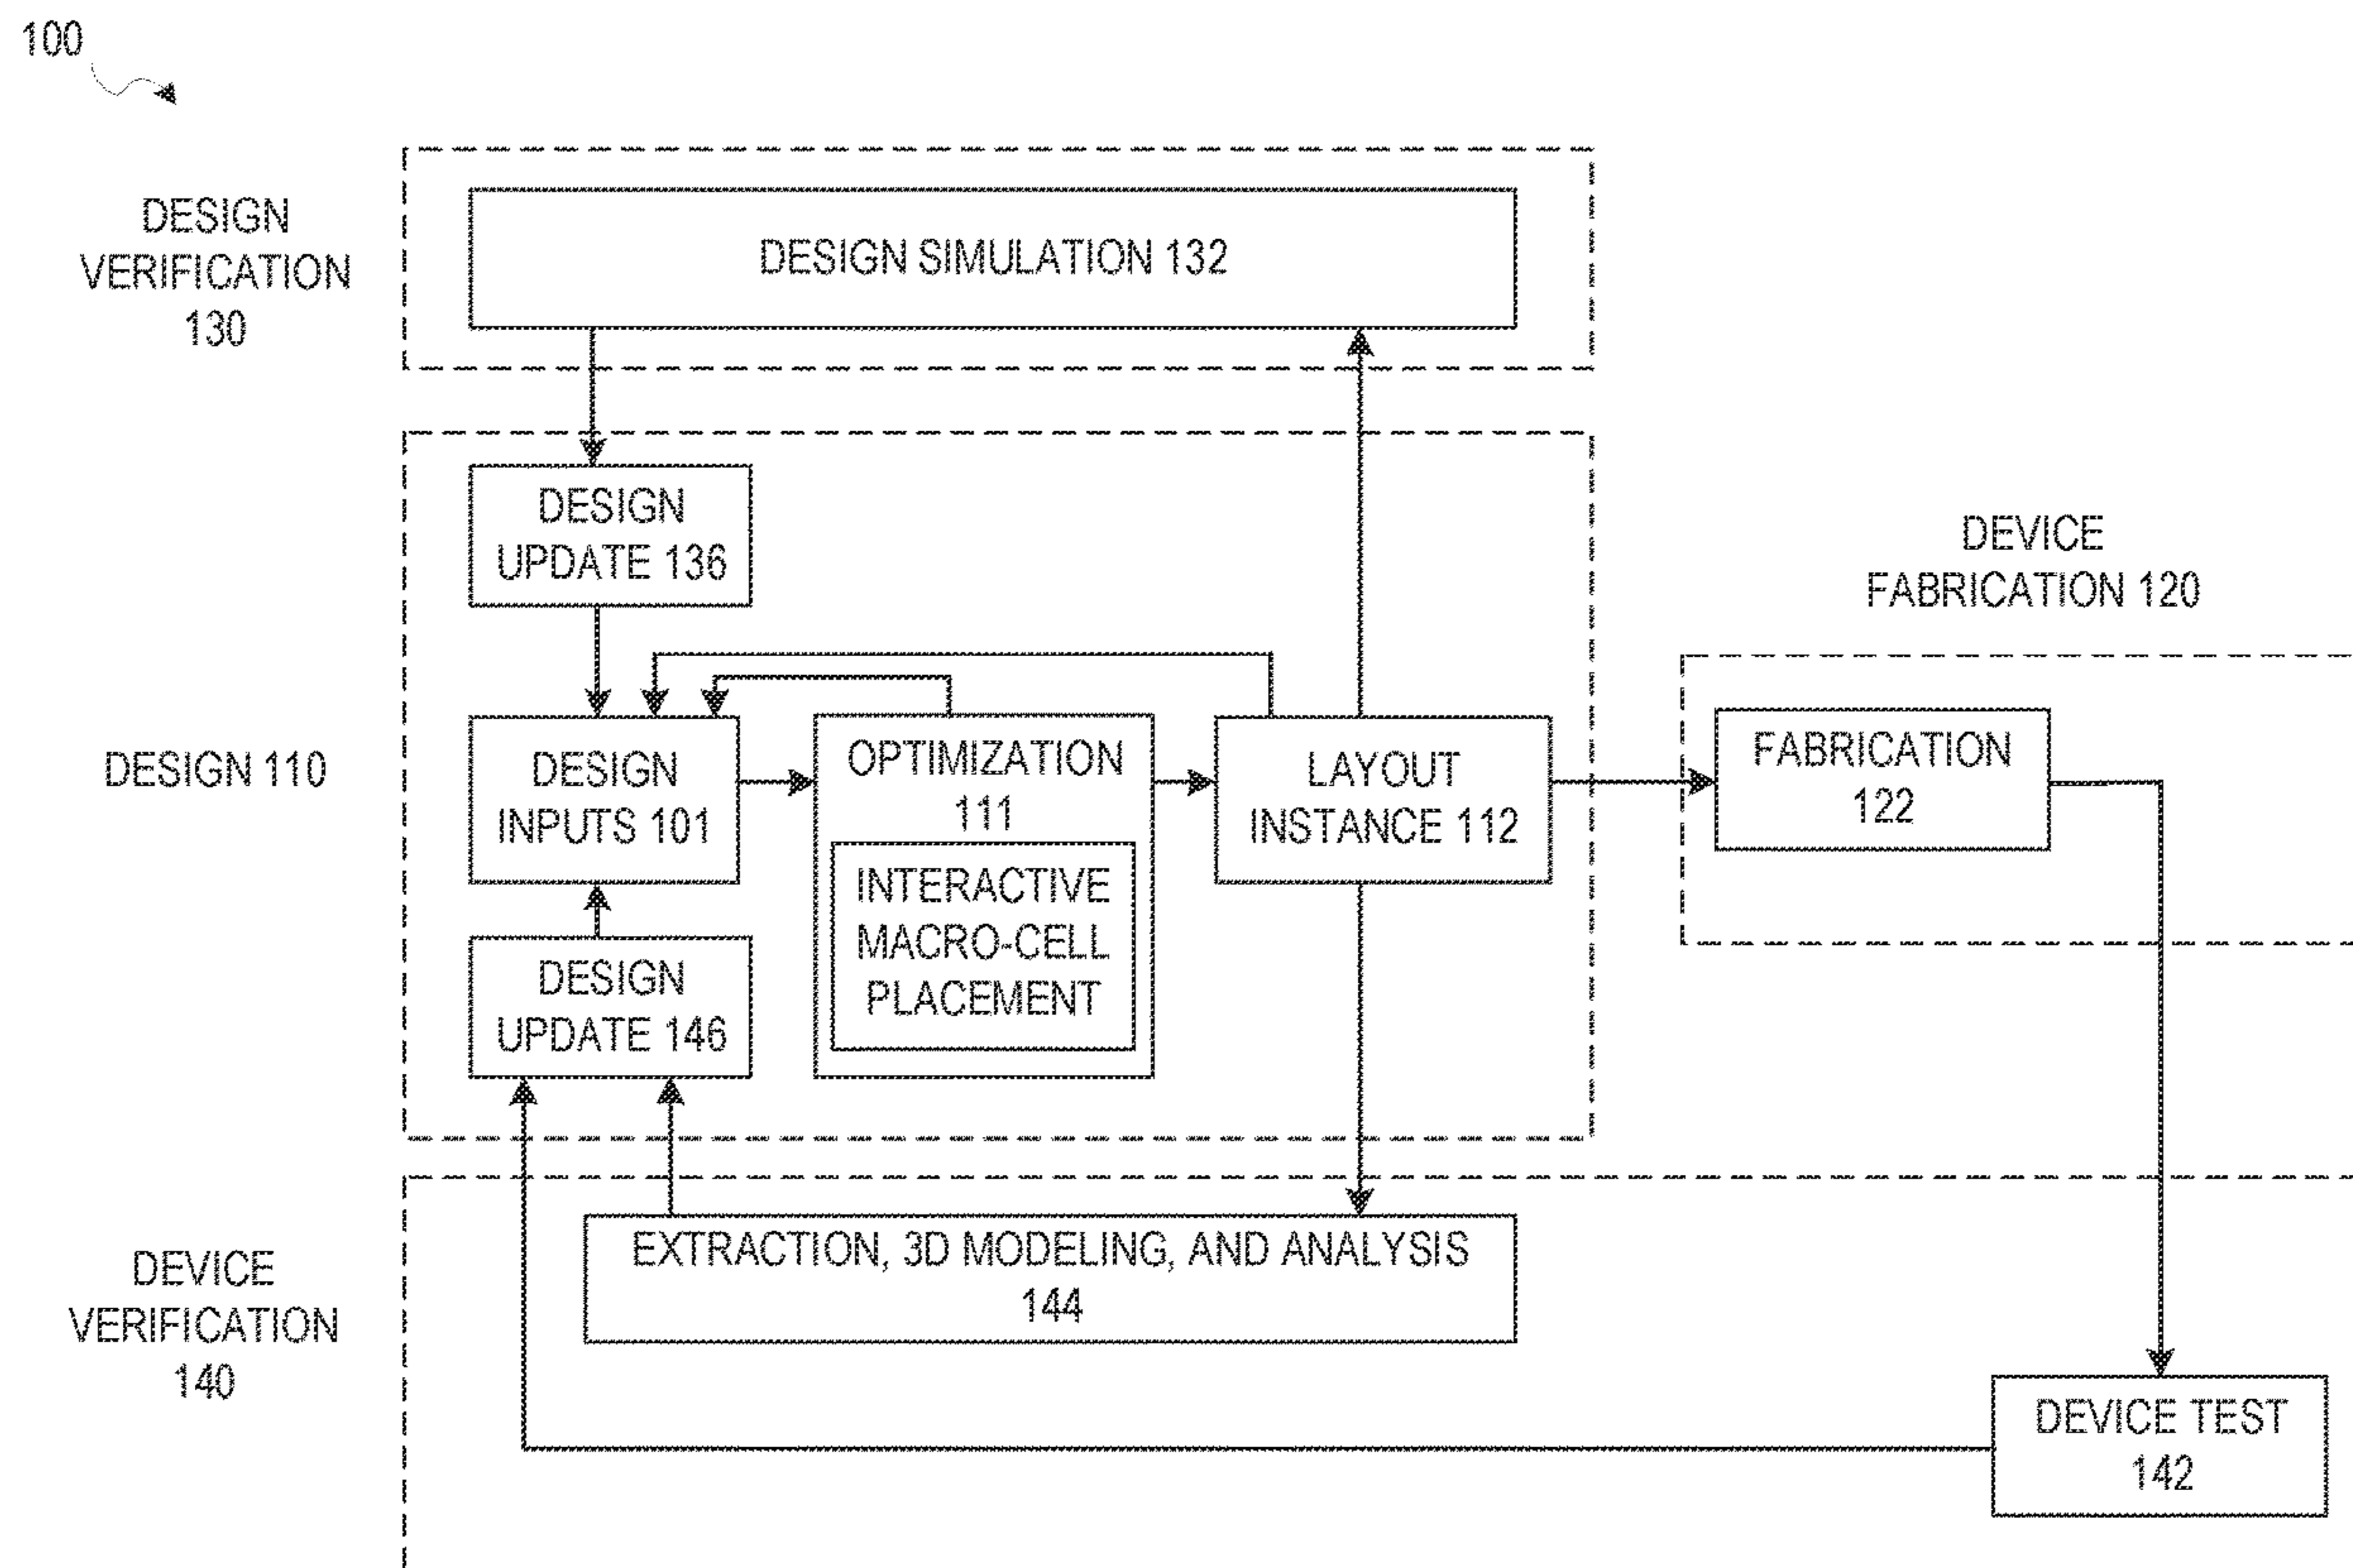 100
DESIGN
VERIFICATION
130
DESIGN SIMULATION 132
DESIGN
UPDATE 136
DEVICE
FABRICATION 120
DESIGN 110
DESIGN
INPUTS 101
OPTIMIZATION
111
INTERACTIVE
MACRO-CELL
PLACEMENT
LAYOUT
INSTANCE 112
FABRICATION
122
DESIGN
UPDATE 146
DEVICE
VERIFICATION
140
EXTRACTION, 3D MODELING, AND ANALYSIS
144
DEVICE TEST
142